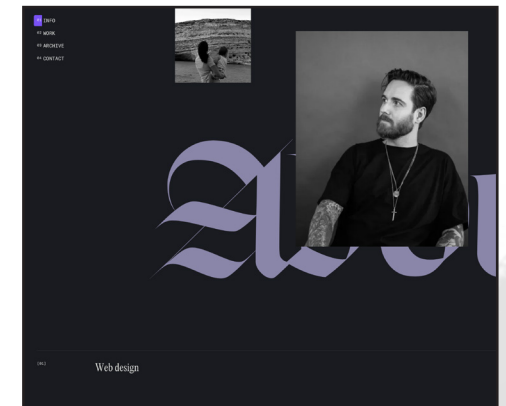 01 INFO
02 WORK
03 ARCHIVE
04 CONTACT
Web design